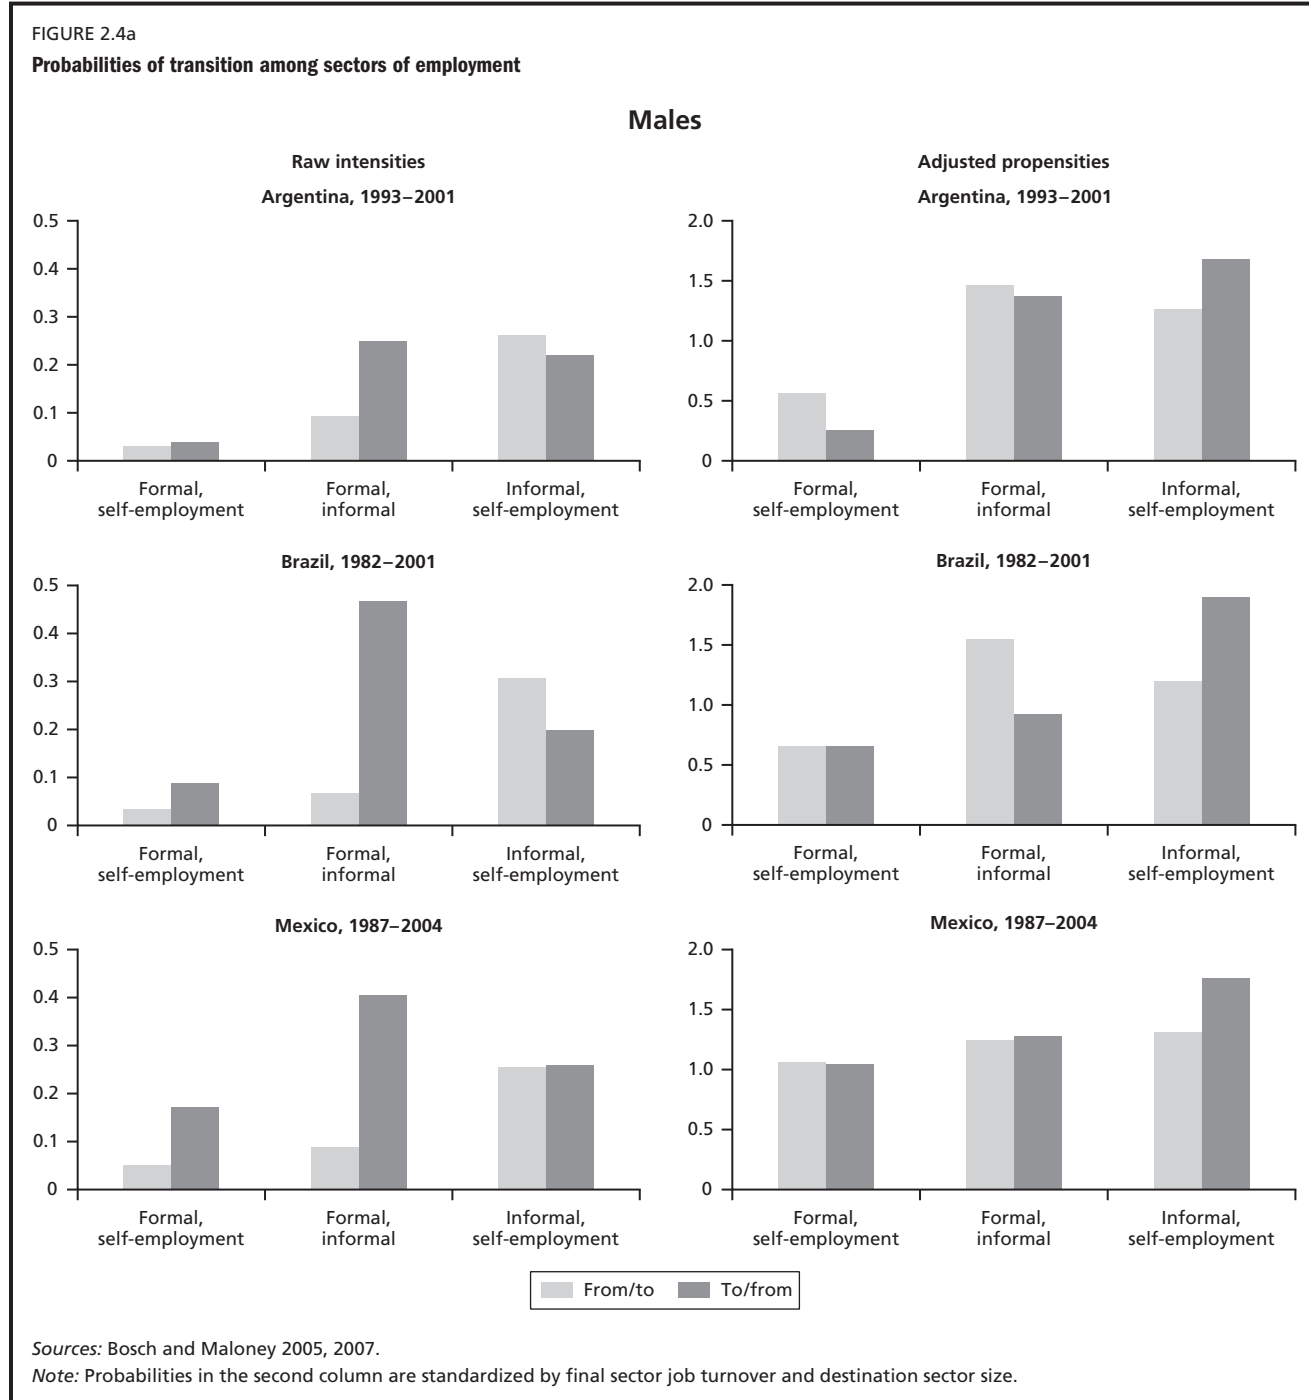 FIGURE 2.4a
Probabilities of transition among sectors of employment
Males
Raw intensities
Argentina, 1993–2001
0.5
0.4
0.3
0.2
0.1
0
Formal,
self-employment
Formal,
informal
Informal,
self-employment
Adjusted propensities
Argentina, 1993–2001
2.0
1.5
1.0
0.5
0
Formal,
self-employment
Formal,
informal
Informal,
self-employment
Brazil, 1982–2001
0.5
0.4
0.3
0.2
0.1
0
Formal,
self-employment
Formal,
informal
Informal,
self-employment
Brazil, 1982–2001
2.0
1.5
1.0
0.5
0
Formal,
self-employment
Formal,
informal
Informal,
self-employment
Mexico, 1987–2004
0.5
0.4
0.3
0.2
0.1
0
Formal,
self-employment
Formal,
informal
Informal,
self-employment
Mexico, 1987–2004
2.0
1.5
1.0
0.5
0
Formal,
self-employment
Formal,
informal
Informal,
self-employment
From/to
To/from
Sources: Bosch and Maloney 2005, 2007.
Note: Probabilities in the second column are standardized by final sector job turnover and destination sector size.